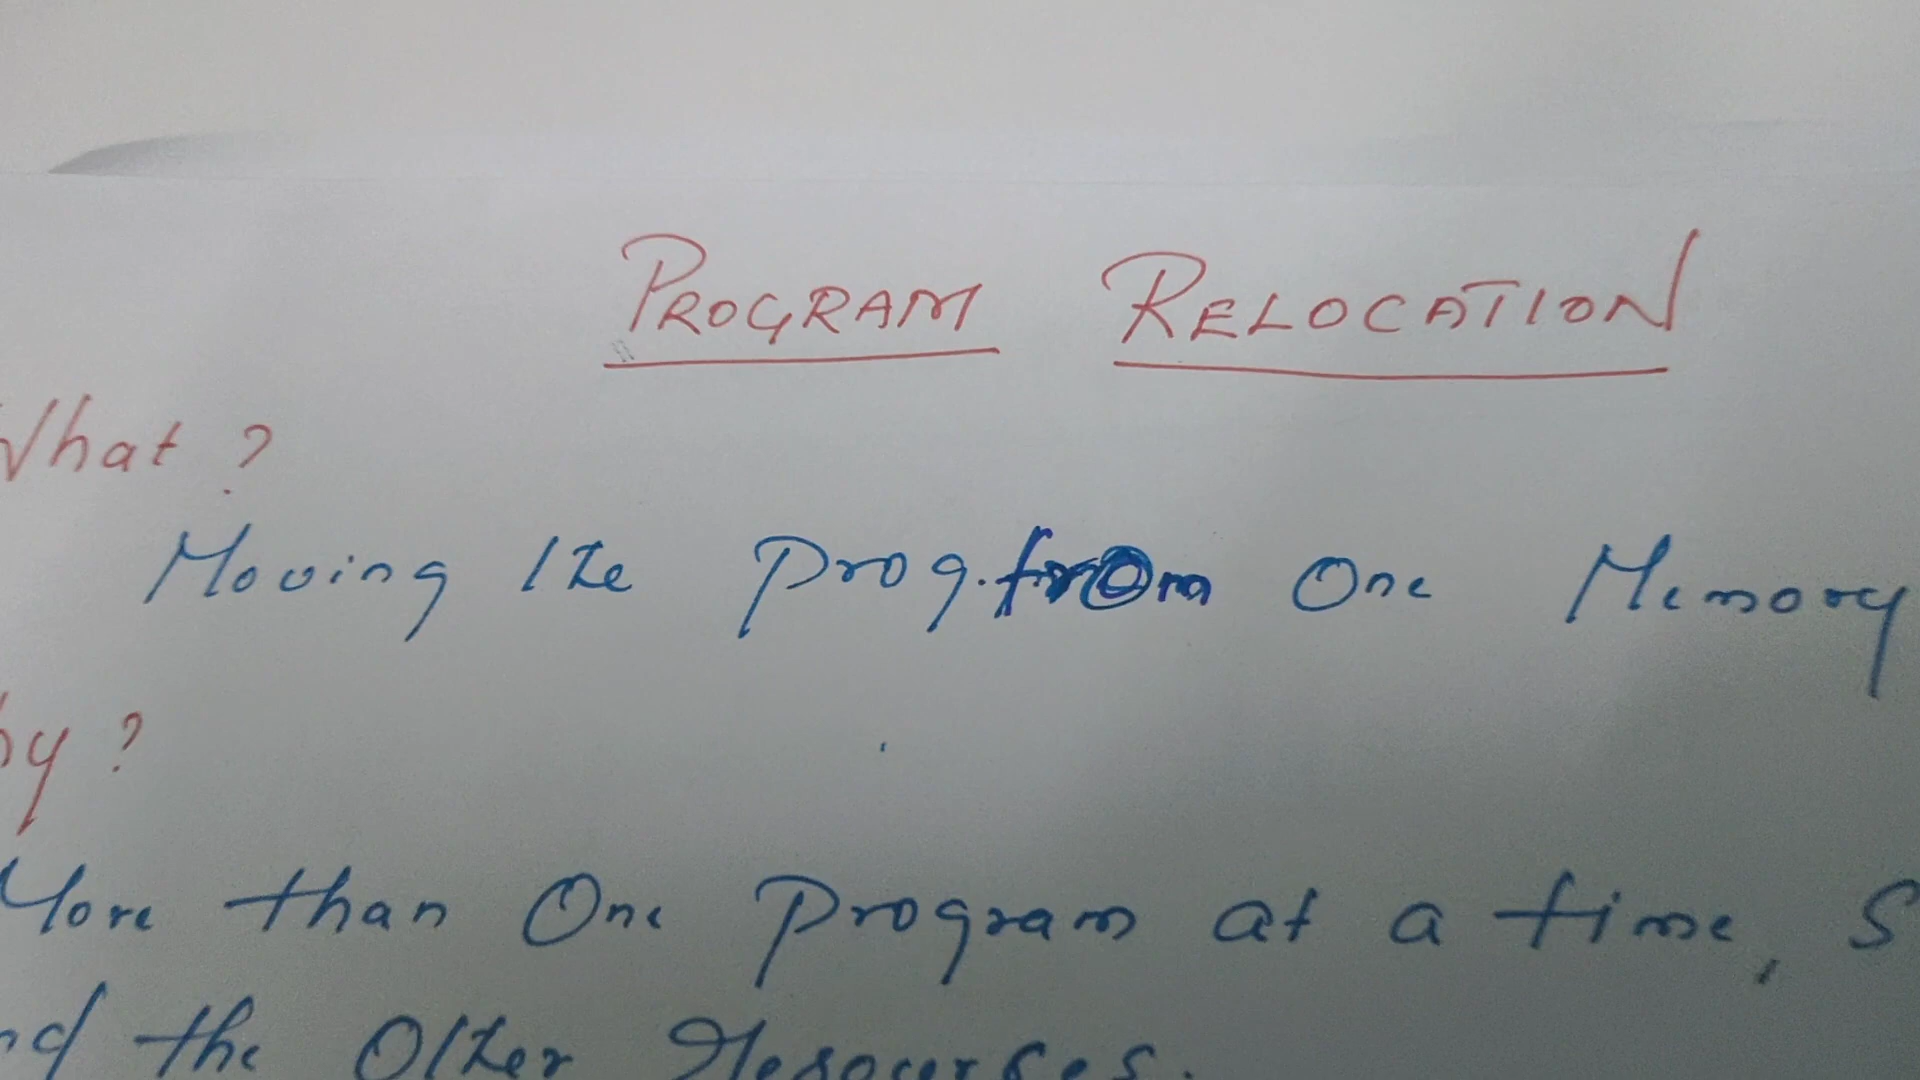 PROGRAM RELOCATION
What ?
Moving the prog. from One Memory
hy ?
More than One Program at a time, S
nd the Other Resources.